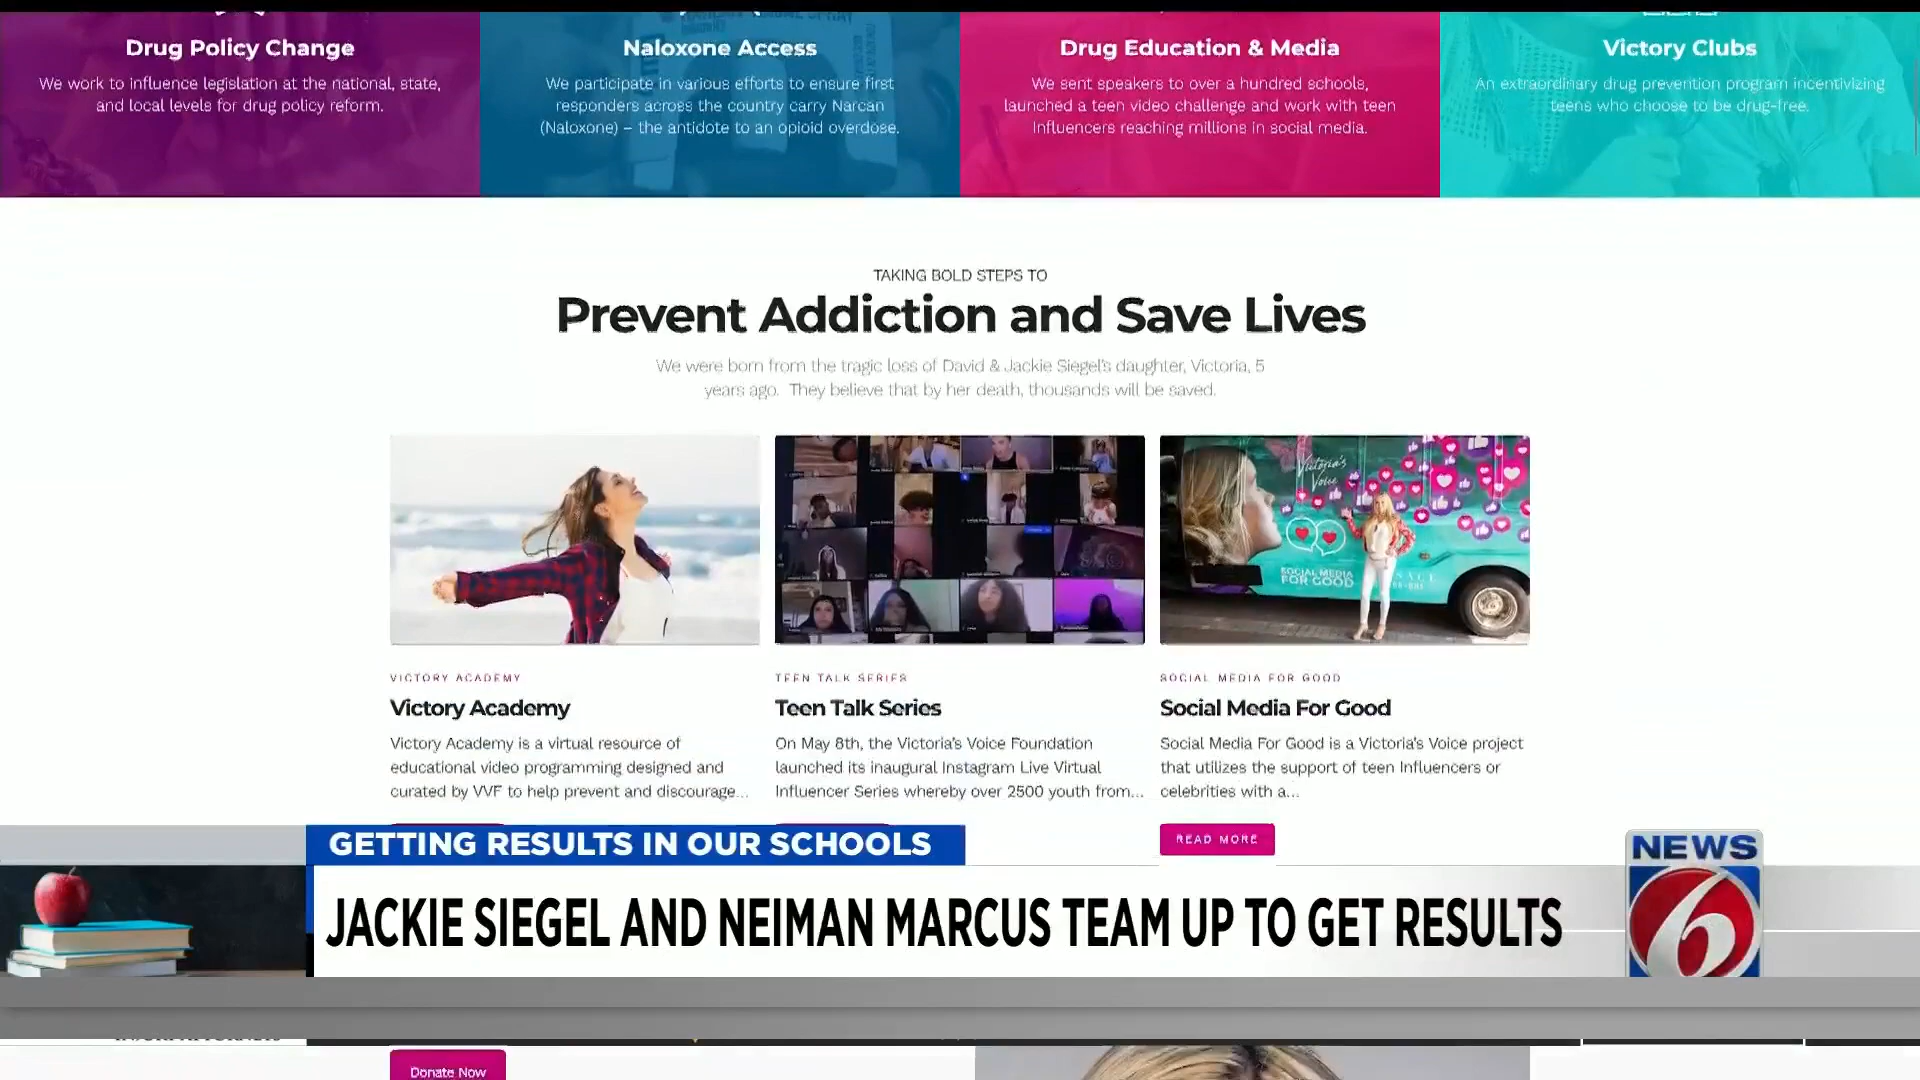 Drug Policy Change
We work to influence legislation at the national, state,
and local levels for drug policy reform.
Naloxone Access
We participate in various efforts to ensure first
responders across the country carry Narcan
(Naloxone) – the antidote to an opioid overdose.
Drug Education & Media
We sent speakers to over a hundred schools,
launched a teen video challenge and work with teen
Influencers reaching millions in social media.
Victory Clubs
An extraordinary drug prevention program incentivizing
teens who choose to be drug-free.
TAKING BOLD STEPS TO
Prevent Addiction and Save Lives
We were born from the tragic loss of David & Jackie Siegel's daughter, Victoria, 5
years ago. They believe that by her death, thousands will be saved.
Victoria's
Voice
SOCIAL MEDIA
FOR GOOD
VICTORY ACADEMY
Victory Academy
Victory Academy is a virtual resource of
educational video programming designed and
curated by VVF to help prevent and discourage...
TEEN TALK SERIES
Teen Talk Series
On May 8th, the Victoria's Voice Foundation
launched its inaugural Instagram Live Virtual
Influencer Series whereby over 2500 youth from...
SOCIAL MEDIA FOR GOOD
Social Media For Good
Social Media For Good is a Victoria's Voice project
that utilizes the support of teen Influencers or
celebrities with a...
READ MORE
GETTING RESULTS IN OUR SCHOOLS
JACKIE SIEGEL AND NEIMAN MARCUS TEAM UP TO GET RESULTS
NEWS
6
Donate Now